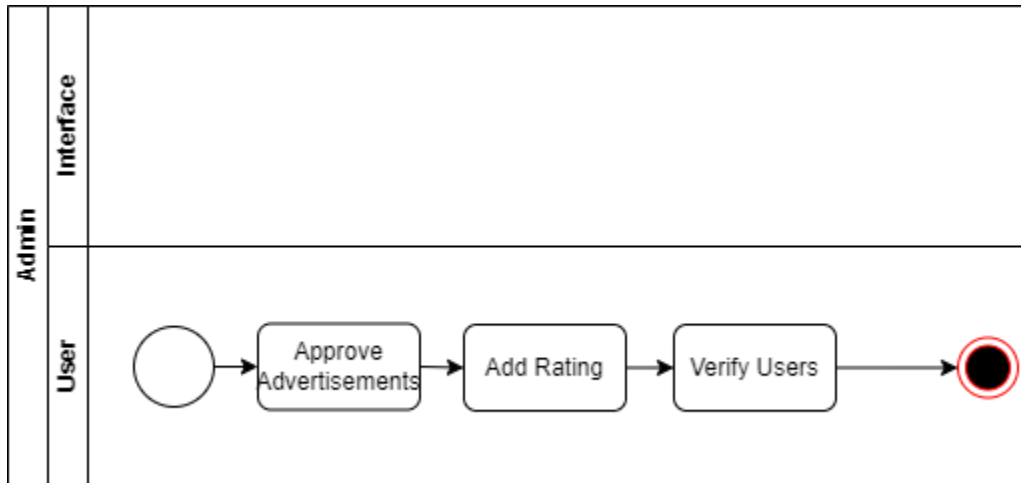 Admin
Interface
User
Approve
Advertisements
Add Rating
Verify Users